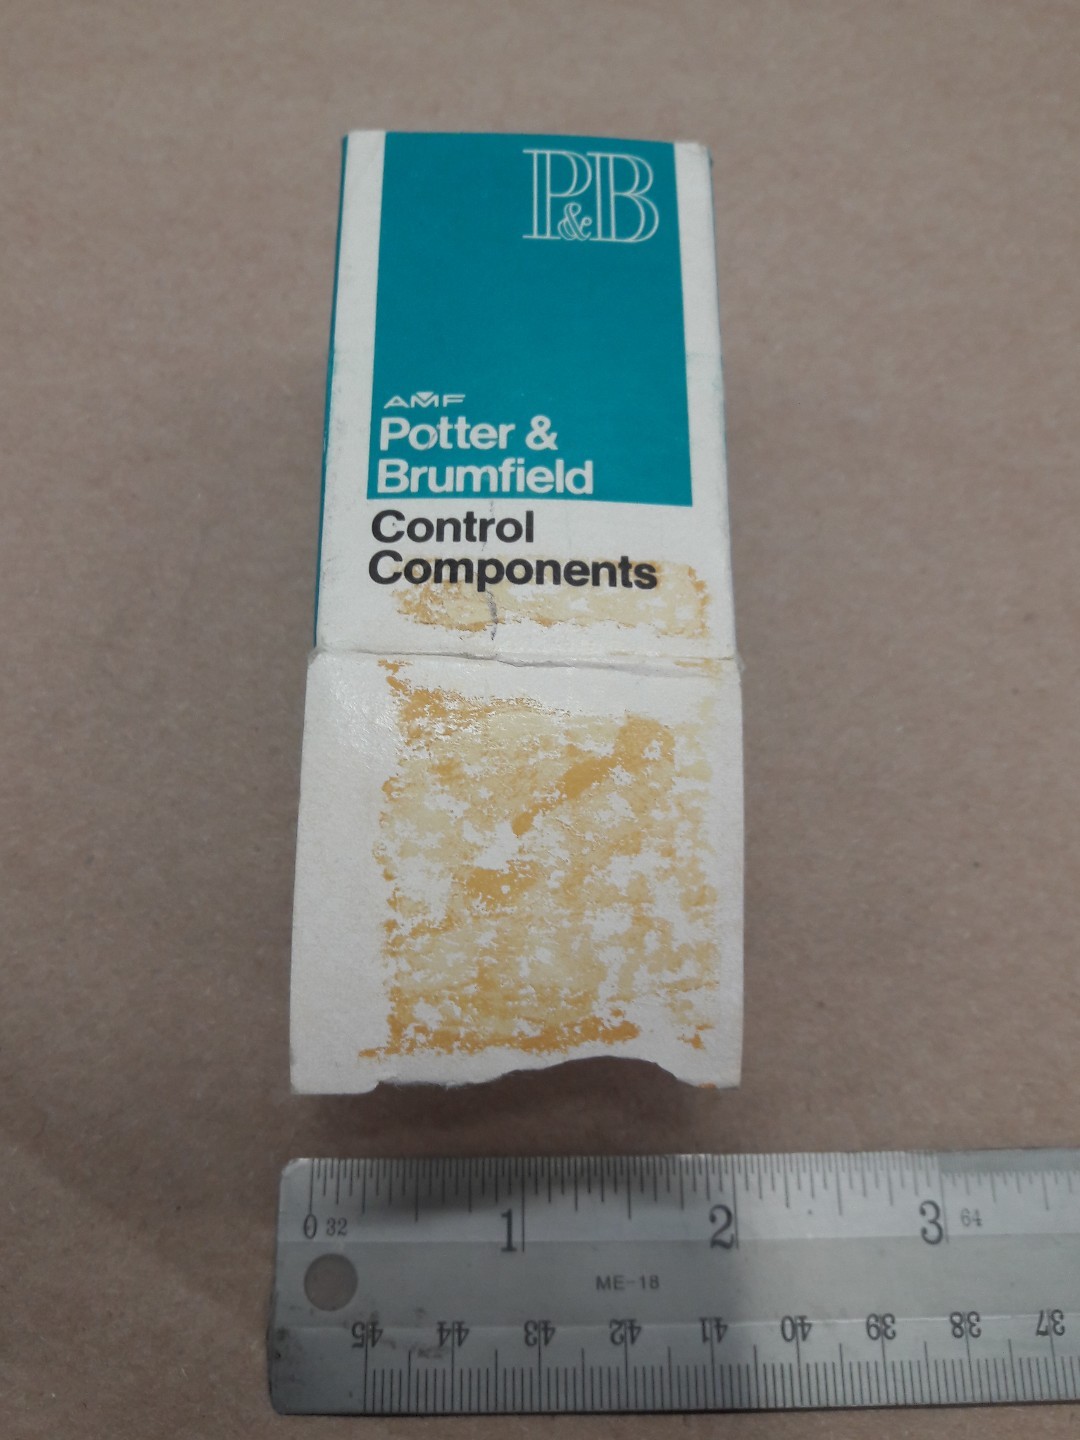 P&B
AMF
Potter &
Brumfield
Control
Components
0 32 1 2 3 64
ME-18
45 44 43 42 41 40 39 38 37